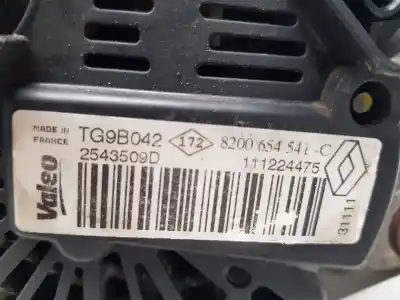 MADE IN
FRANCE
TG9B042
172
8200 654 541 -C
2543509D
111224475
Valeo
31111